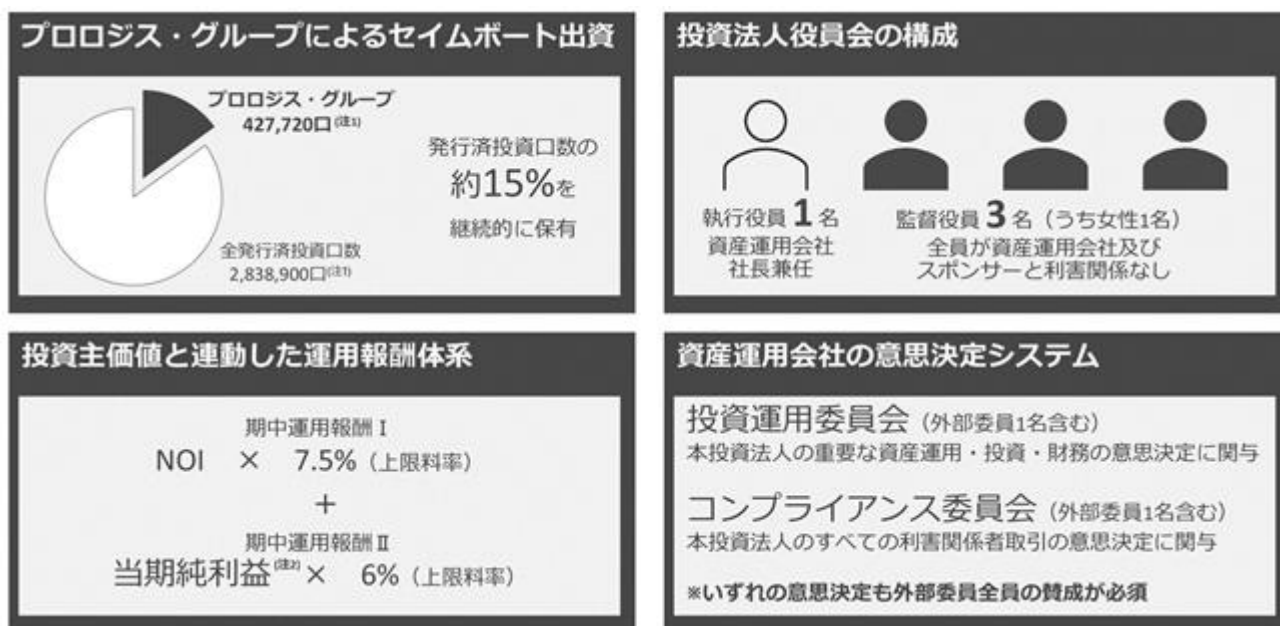 プロロジス・グループによるセイムボート出資
プロロジス・グループ
427,720口(注1)
発行済投資口数の
約15%を
継続的に保有
全発行済投資口数
2,838,900口(注1)
投資法人役員会の構成
執行役員 1 名
資産運用会社
社長兼任
監督役員 3 名（うち女性1名）
全員が資産運用会社及び
スポンサーと利害関係なし
投資主価値と連動した運用報酬体系
期中運用報酬Ⅰ
NOI × 7.5%（上限料率）
+
期中運用報酬Ⅱ
当期純利益(注2)× 6%（上限料率）
資産運用会社の意思決定システム
投資運用委員会（外部委員1名含む）
本投資法人の重要な資産運用・投資・財務の意思決定に関与
コンプライアンス委員会（外部委員1名含む）
本投資法人のすべての利害関係者取引の意思決定に関与
※いずれの意思決定も外部委員全員の賛成が必須